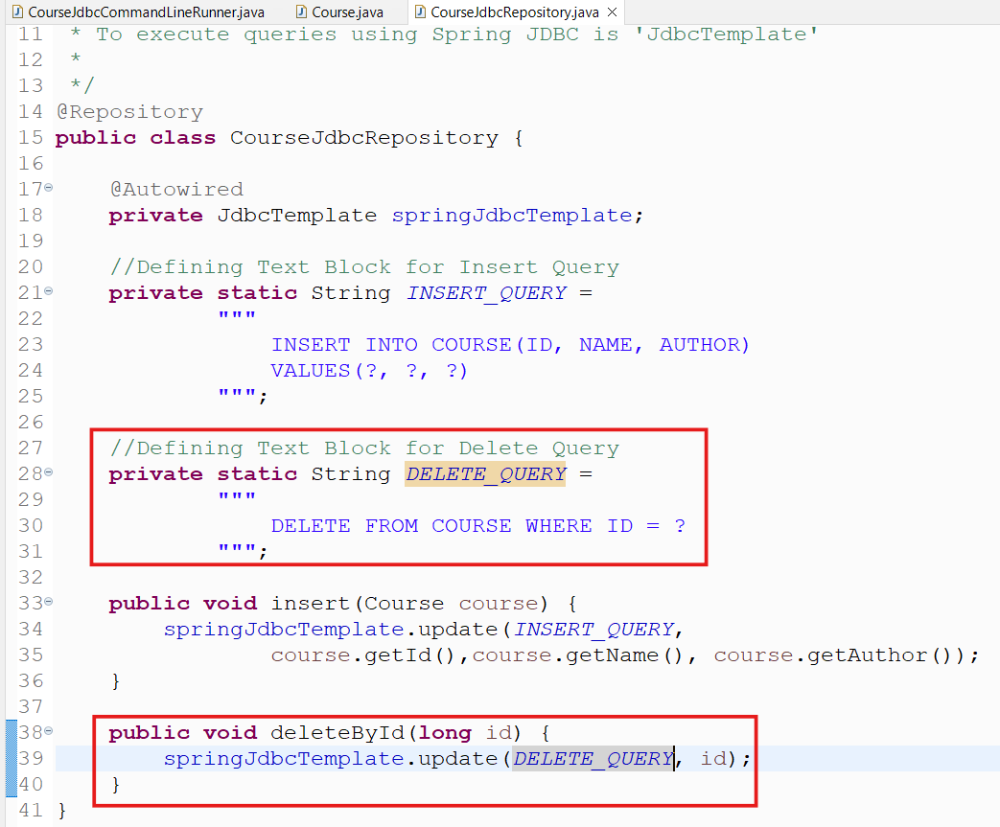 CourseJdbcCommandLineRunner.java Course.java CourseJdbcRepository.java
11 * To execute queries using Spring JDBC is 'JdbcTemplate'
12 *
13 */
14 @Repository
15 public class CourseJdbcRepository {
16
17 @Autowired
18 private JdbcTemplate springJdbcTemplate;
19
20 //Defining Text Block for Insert Query
21 private static String INSERT_QUERY =
22 """
23 INSERT INTO COURSE(ID, NAME, AUTHOR)
24 VALUES(?, ?, ?)
25 """;
26
27 //Defining Text Block for Delete Query
28 private static String DELETE_QUERY =
29 """
30 DELETE FROM COURSE WHERE ID = ?
31 """;
32
33 public void insert(Course course) {
34 springJdbcTemplate.update(INSERT_QUERY,
35 course.getId(),course.getName(), course.getAuthor());
36 }
37
38 public void deleteById(long id) {
39 springJdbcTemplate.update(DELETE_QUERY, id);
40 }
41 }